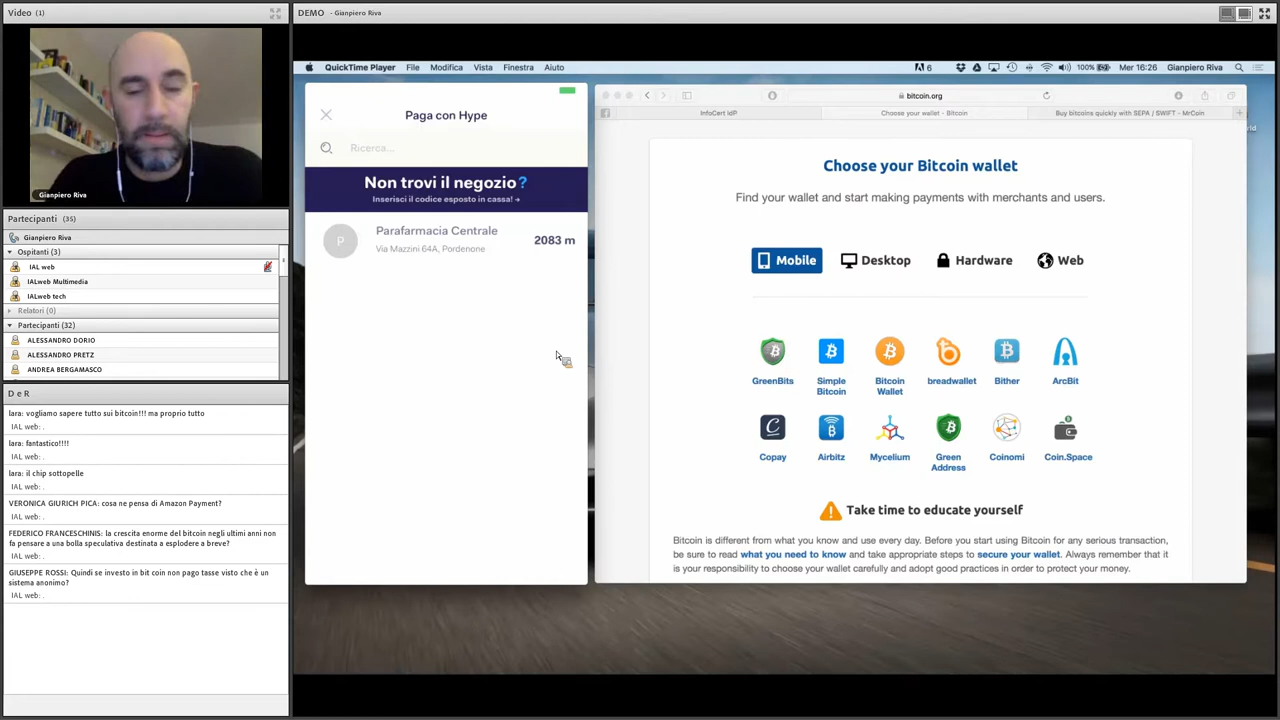 Video (1)
Gianpiero Riva
Partecipanti (35)
Gianpiero Riva
Ospitanti (3)
IAL web
IALweb Multimedia
IALweb tech
Relatori (0)
Partecipanti (32)
ALESSANDRO DORIO
ALESSANDRO PRETZ
ANDREA BERGAMASCO
D e R
lara: vogliamo sapere tutto sui bitcoin!!! ma proprio tutto
IAL web: .
lara: fantastico!!!!
IAL web: .
lara: il chip sottopelle
IAL web: .
VERONICA GIURICH PICA: cosa ne pensa di Amazon Payment?
IAL web: .
FEDERICO FRANCESCHINIS: la crescita enorme del bitcoin negli ultimi anni non
fa pensare a una bolla speculativa destinata a esplodere a breve?
IAL web: .
GIUSEPPE ROSSI: Quindi se investo in bit coin non pago tasse visto che è un
sistema anonimo?
IAL web: .
DEMO - Gianpiero Riva
QuickTime Player File Modifica Vista Finestra Aiuto
6 100% Mer 16:26 Gianpiero Riva
Paga con Hype
Ricerca...
Non trovi il negozio?
Inserisci il codice esposto in cassa! →
P
Parafarmacia Centrale
Via Mazzini 64A, Pordenone
2083 m
bitcoin.org
InfoCert IdP
Choose your wallet - Bitcoin
Buy bitcoins quickly with SEPA / SWIFT - MrCoin
Choose your Bitcoin wallet
Find your wallet and start making payments with merchants and users.
Mobile Desktop Hardware Web
GreenBits
Simple
Bitcoin
Bitcoin
Wallet
breadwallet
Bither
ArcBit
Copay
Airbitz
Mycelium
Green
Address
Coinomi
Coin.Space
Take time to educate yourself
Bitcoin is different from what you know and use every day. Before you start using Bitcoin for any serious transaction,
be sure to read what you need to know and take appropriate steps to secure your wallet. Always remember that it
is your responsibility to choose your wallet carefully and adopt good practices in order to protect your money.